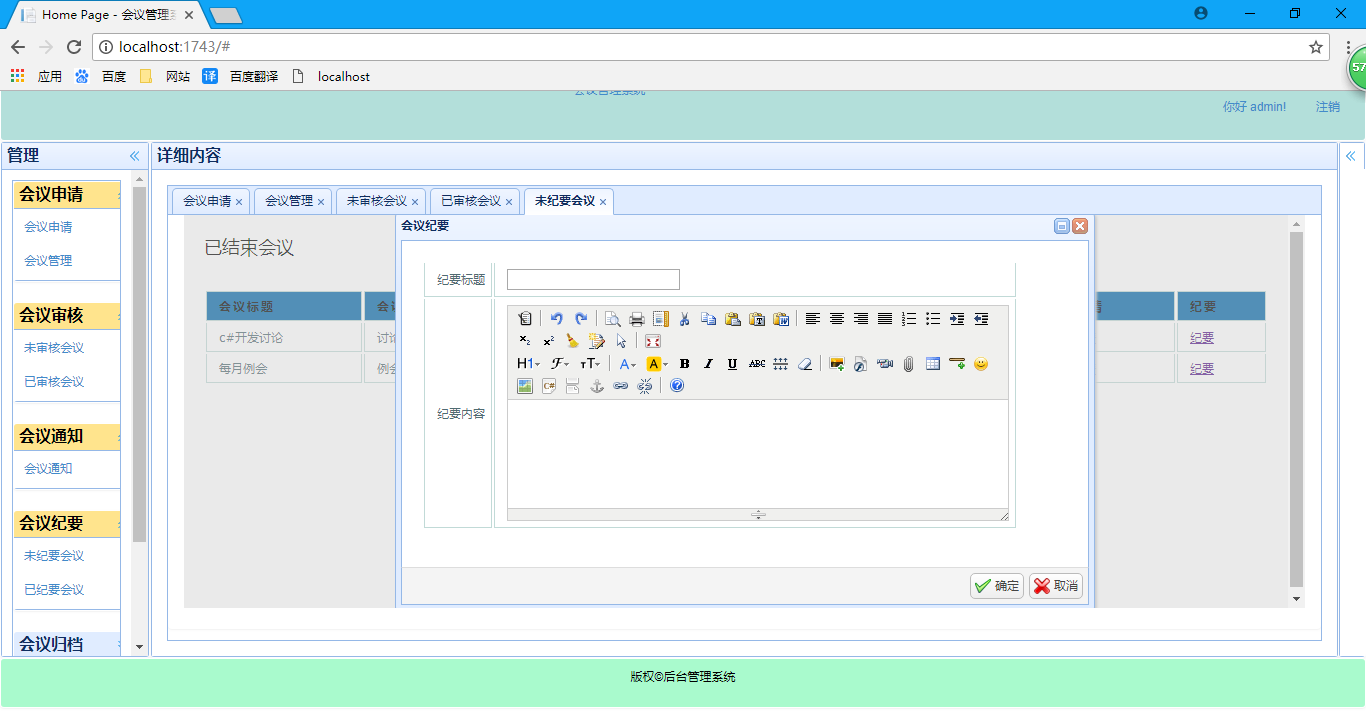 Home Page - 会议管理
localhost:1743/#
应用 百度 网站 译 百度翻译 localhost
57
会议管理系统
你好 admin! 注销
管理
详细内容
会议申请
会议申请
会议管理
会议审核
未审核会议
已审核会议
会议通知
会议通知
会议纪要
未纪要会议
已纪要会议
会议归档
会议申请 会议管理 未审核会议 已审核会议 未纪要会议
已结束会议
会议标题 纪要
c#开发讨论 纪要
每月例会 纪要
会议纪要
纪要标题
H1 F TT A A B I U ABC
C#
纪要内容
确定 取消
版权©后台管理系统